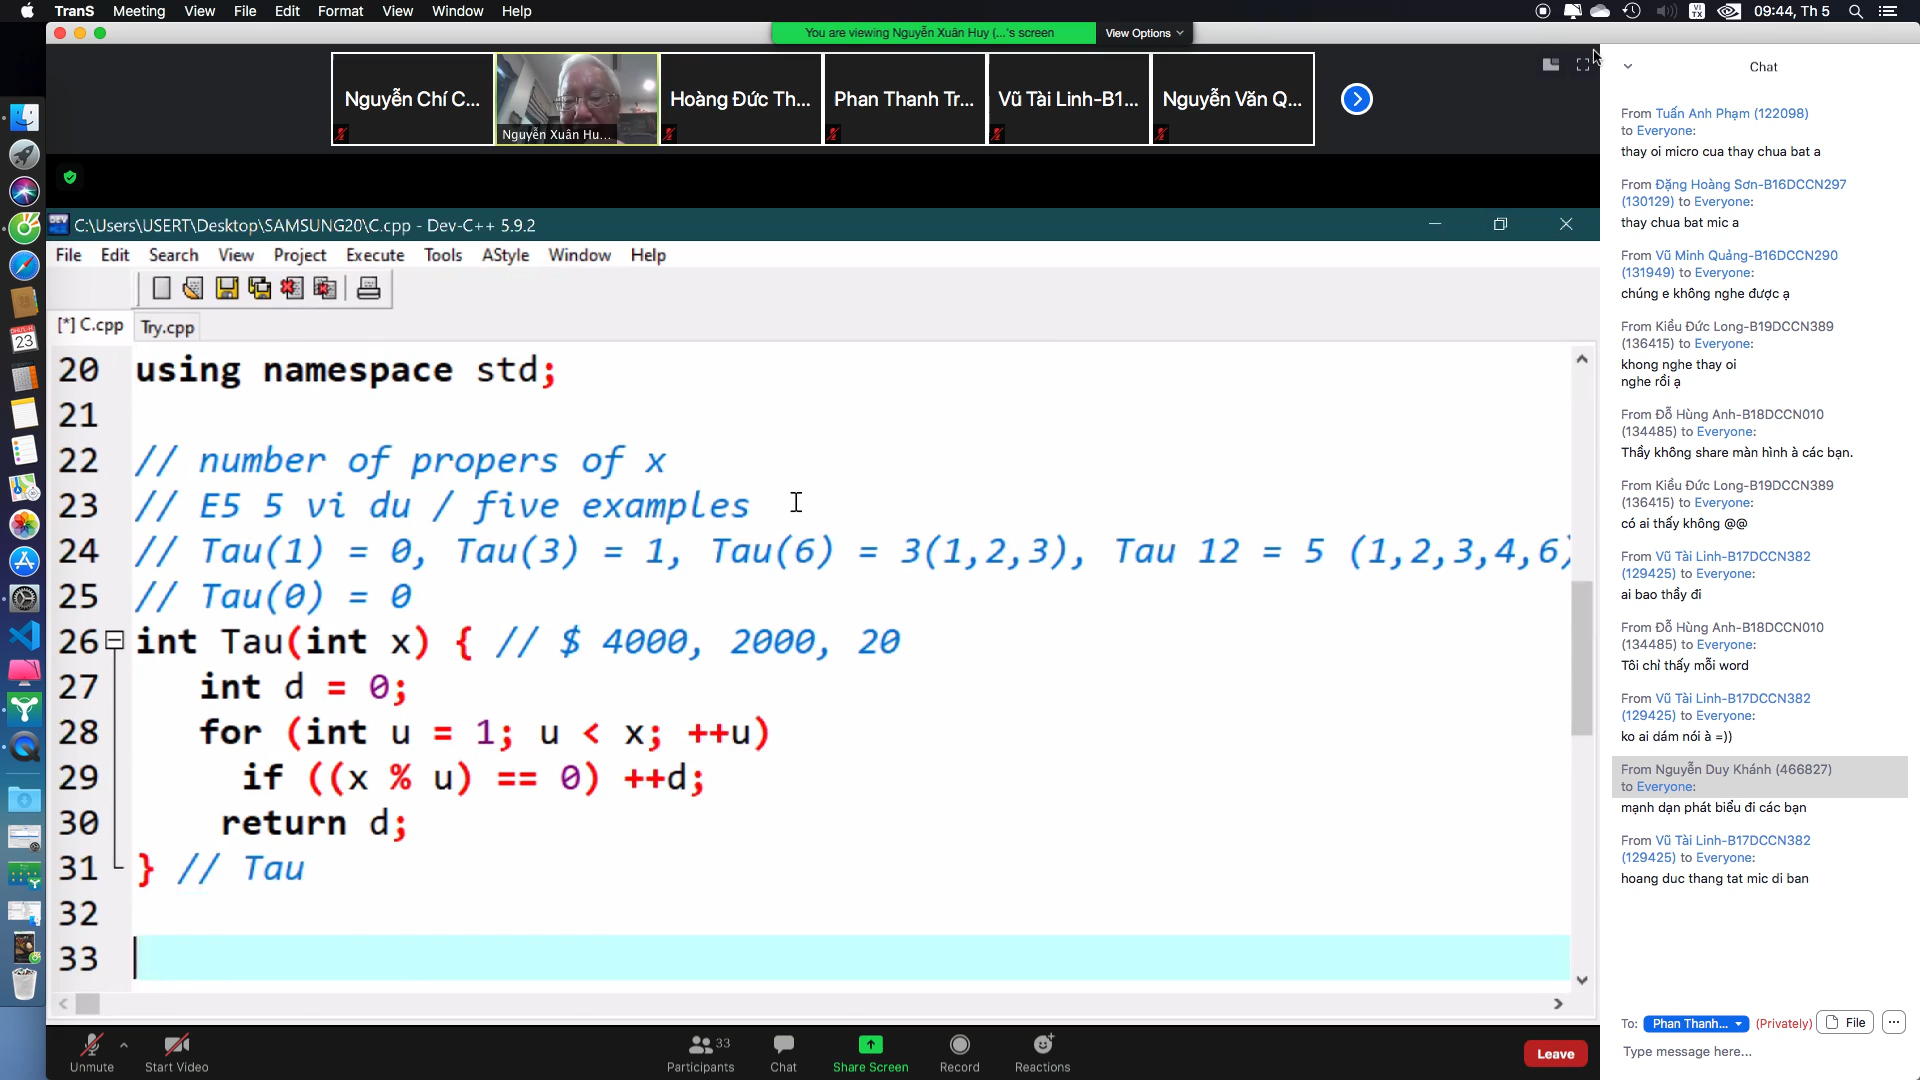 TranS Meeting View File Edit Format View Window Help
09:44, Th 5
You are viewing Nguyễn Xuân Huy (...'s screen View Options
Nguyễn Chí C...
Nguyễn Xuân Hu...
Hoàng Đức Th...
Phan Thanh Tr...
Vũ Tài Linh-B1...
Nguyễn Văn Q...
C:\Users\USERT\Desktop\SAMSUNG20\C.cpp - Dev-C++ 5.9.2
File Edit Search View Project Execute Tools AStyle Window Help
[*] C.cpp Try.cpp
20 using namespace std;
21
22 // number of propers of x
23 // E5 5 vi du / five examples
24 // Tau(1) = 0, Tau(3) = 1, Tau(6) = 3(1,2,3), Tau 12 = 5 (1,2,3,4,6)
25 // Tau(0) = 0
26 int Tau(int x) { // $ 4000, 2000, 20
27 int d = 0;
28 for (int u = 1; u < x; ++u)
29 if ((x % u) == 0) ++d;
30 return d;
31 } // Tau
32
33
Unmute
Start Video
Participants 33
Chat
Share Screen
Record
Reactions
Leave
Chat
From Tuấn Anh Phạm (122098)
to Everyone:
thay oi micro cua thay chua bat a
From Đặng Hoàng Sơn-B16DCCN297
(130129) to Everyone:
thay chua bat mic a
From Vũ Minh Quảng-B16DCCN290
(131949) to Everyone:
chúng e không nghe được ạ
From Kiều Đức Long-B19DCCN389
(136415) to Everyone:
khong nghe thay oi
nghe rồi ạ
From Đỗ Hùng Anh-B18DCCN010
(134485) to Everyone:
Thầy không share màn hình à các bạn.
From Kiều Đức Long-B19DCCN389
(136415) to Everyone:
có ai thấy không @@
From Vũ Tài Linh-B17DCCN382
(129425) to Everyone:
ai bao thầy đi
From Đỗ Hùng Anh-B18DCCN010
(134485) to Everyone:
Tôi chỉ thấy mỗi word
From Vũ Tài Linh-B17DCCN382
(129425) to Everyone:
ko ai dám nói à =))
From Nguyễn Duy Khánh (466827)
to Everyone:
mạnh dạn phát biểu đi các bạn
From Vũ Tài Linh-B17DCCN382
(129425) to Everyone:
hoang duc thang tat mic di ban
To: Phan Thanh... (Privately) File ...
Type message here...